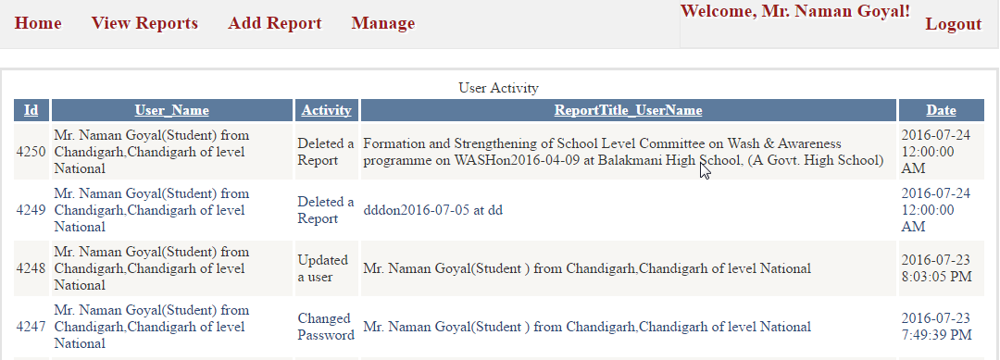 Home View Reports Add Report Manage Welcome, Mr. Naman Goyal! Logout
User Activity
Id User_Name Activity ReportTitle_UserName Date
4250
Mr. Naman Goyal(Student) from
Chandigarh,Chandigarh of level
National
Deleted a
Report
Formation and Strengthening of School Level Committee on Wash & Awareness
programme on WASHon2016-04-09 at Balakmani High School, (A Govt. High School)
2016-07-24
12:00:00
AM
4249
Mr. Naman Goyal(Student) from
Chandigarh,Chandigarh of level
National
Deleted a
Report
dddon2016-07-05 at dd
2016-07-24
12:00:00
AM
4248
Mr. Naman Goyal(Student) from
Chandigarh,Chandigarh of level
National
Updated
a user
Mr. Naman Goyal(Student ) from Chandigarh,Chandigarh of level National
2016-07-23
8:03:05 PM
4247
Mr. Naman Goyal(Student) from
Chandigarh,Chandigarh of level
National
Changed
Password
Mr. Naman Goyal(Student ) from Chandigarh,Chandigarh of level National
2016-07-23
7:49:39 PM